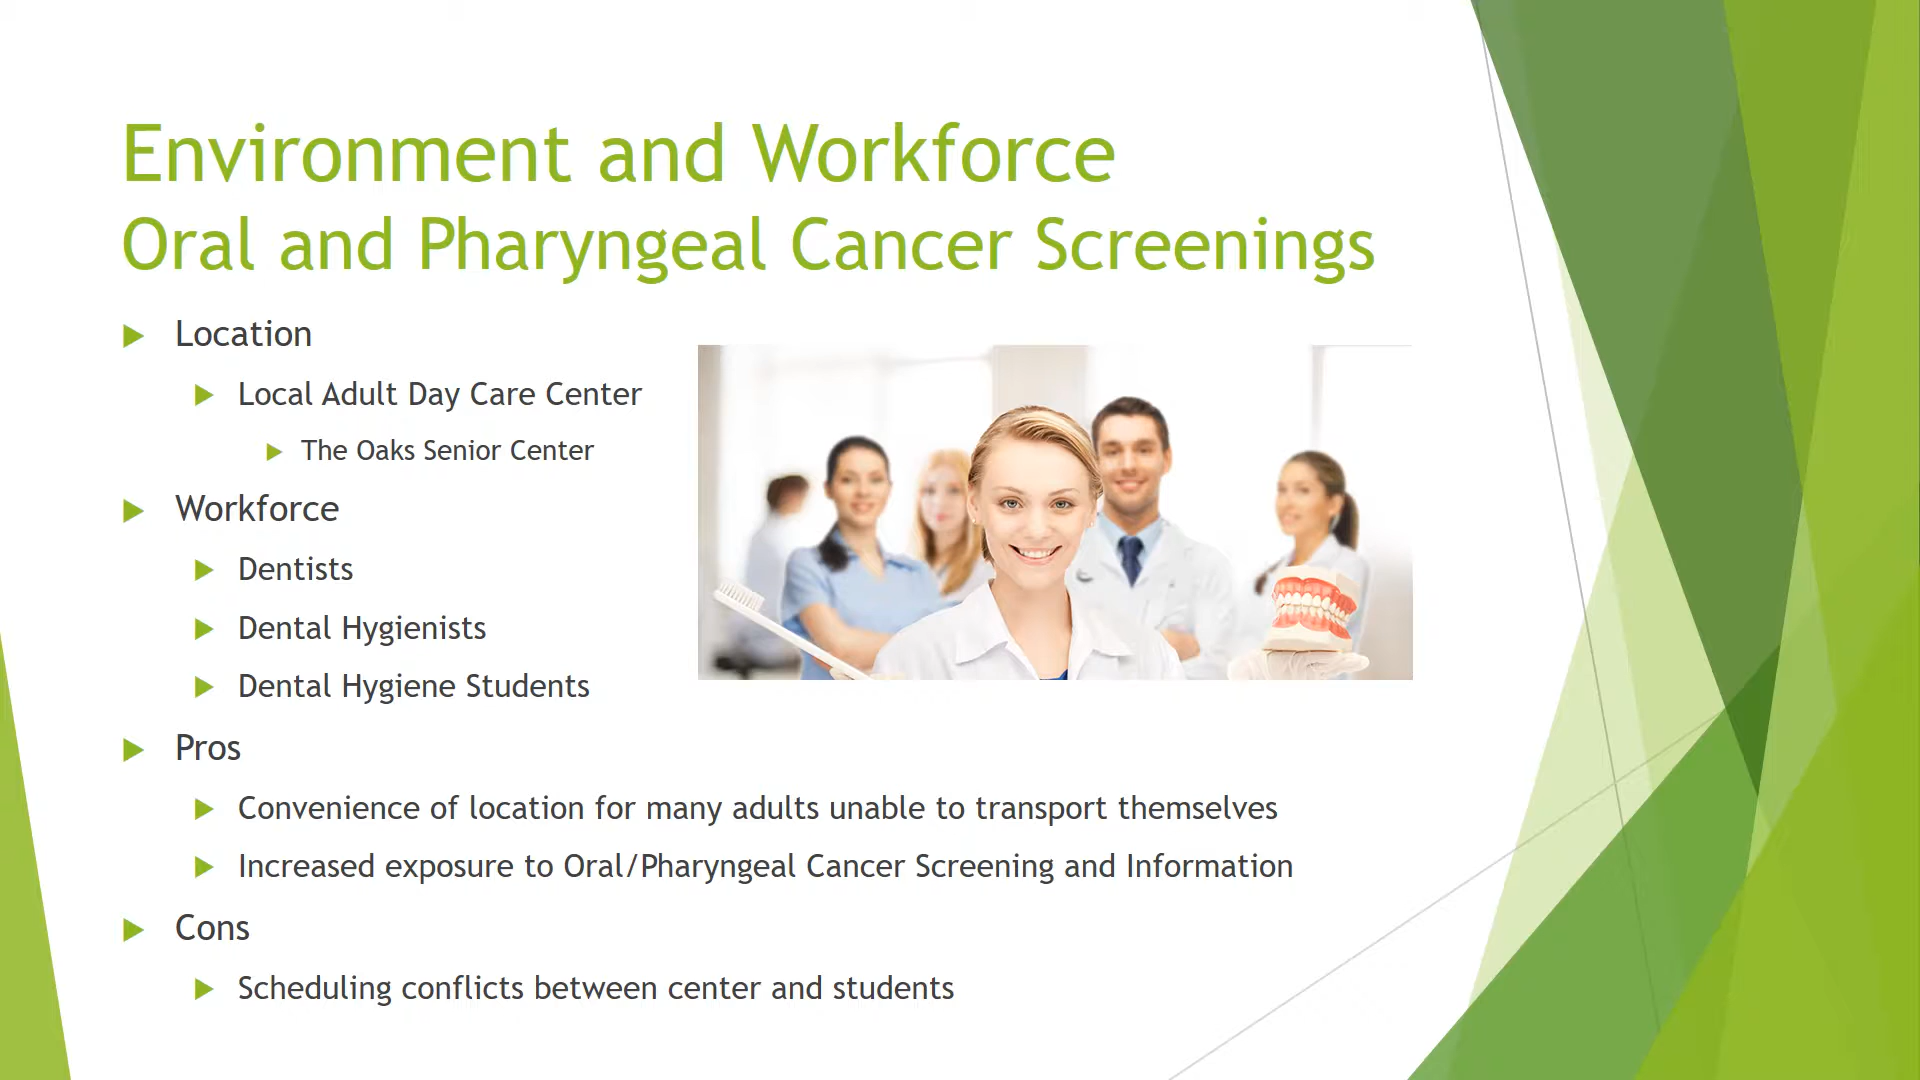 Environment and Workforce
Oral and Pharyngeal Cancer Screenings
Location
Local Adult Day Care Center
The Oaks Senior Center
Workforce
Dentists
Dental Hygienists
Dental Hygiene Students
Pros
Convenience of location for many adults unable to transport themselves
Increased exposure to Oral/Pharyngeal Cancer Screening and Information
Cons
Scheduling conflicts between center and students